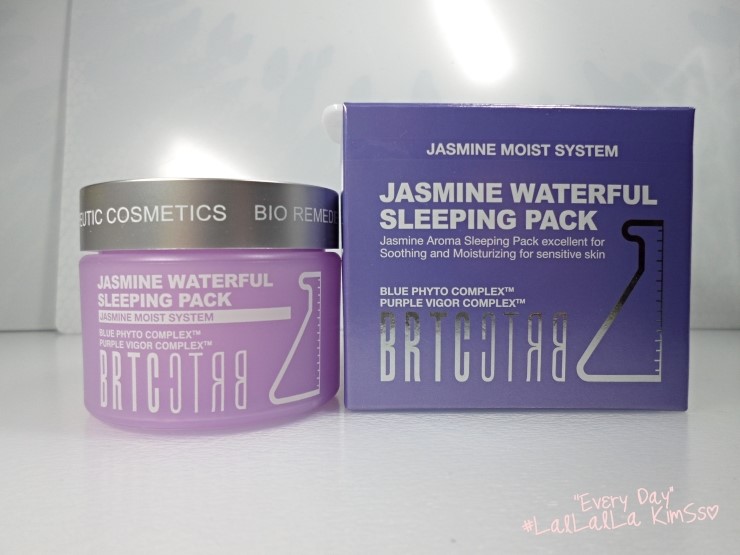 EUTIC COSMETICS BIO REMED
JASMINE WATERFUL
SLEEPING PACK
JASMINE MOIST SYSTEM
BLUE PHYTO COMPLEX™
PURPLE VIGOR COMPLEX™
BRTC
JASMINE MOIST SYSTEM
JASMINE WATERFUL
SLEEPING PACK
Jasmine Aroma Sleeping Pack excellent for
Soothing and Moisturizing for sensitive skin
BLUE PHYTO COMPLEX™
PURPLE VIGOR COMPLEX™
BRTC
"Every Day"
#LalLalLa KimSso♡